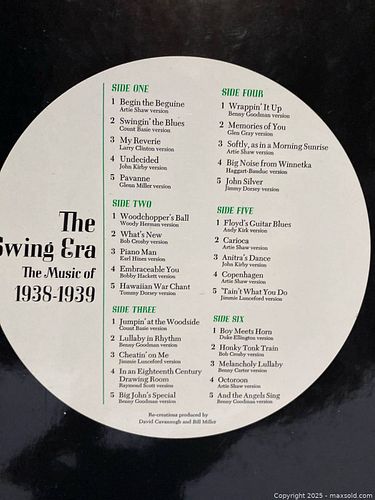 The
Swing Era
The Music of
1938-1939
SIDE ONE
1 Begin the Beguine
Artie Shaw version
2 Swingin' the Blues
Count Basie version
3 My Reverie
Larry Clinton version
4 Undecided
John Kirby version
5 Pavanne
Glenn Miller version
SIDE TWO
1 Woodchopper's Ball
Woody Herman version
2 What's New
Bob Crosby version
3 Piano Man
Earl Hines version
4 Embraceable You
Bobby Hackett version
5 Hawaiian War Chant
Tommy Dorsey version
SIDE THREE
1 Jumpin' at the Woodside
Count Basie version
2 Lullaby in Rhythm
Benny Goodman version
3 Cheatin' on Me
Jimmie Lunceford version
4 In an Eighteenth Century
Drawing Room
Raymond Scott version
5 Big John's Special
Benny Goodman version
SIDE FOUR
1 Wrappin' It Up
Benny Goodman version
2 Memories of You
Glen Gray version
3 Softly, as in a Morning Sunrise
Artie Shaw version
4 Big Noise from Winnetka
Haggart-Bauduc version
5 John Silver
Jimmy Dorsey version
SIDE FIVE
1 Floyd's Guitar Blues
Andy Kirk version
2 Carioca
Artie Shaw version
3 Anitra's Dance
John Kirby version
4 Copenhagen
Artie Shaw version
5 'Tain't What You Do
Jimmie Lunceford version
SIDE SIX
1 Boy Meets Horn
Duke Ellington version
2 Honky Tonk Train
Bob Crosby version
3 Melancholy Lullaby
Benny Carter version
4 Octoroon
Artie Shaw version
5 And the Angels Sing
Benny Goodman version
Re-creations produced by
David Cavanaugh and Bill Miller
Copyright 2025 - maxsold.com